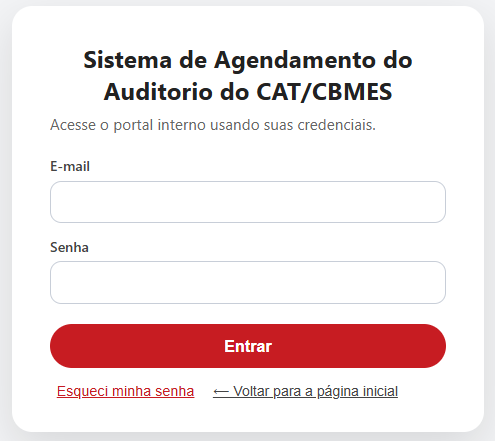 Sistema de Agendamento do
Auditorio do CAT/CBMES
Acesse o portal interno usando suas credenciais.
E-mail
Senha
Entrar
Esqueci minha senha ← Voltar para a página inicial